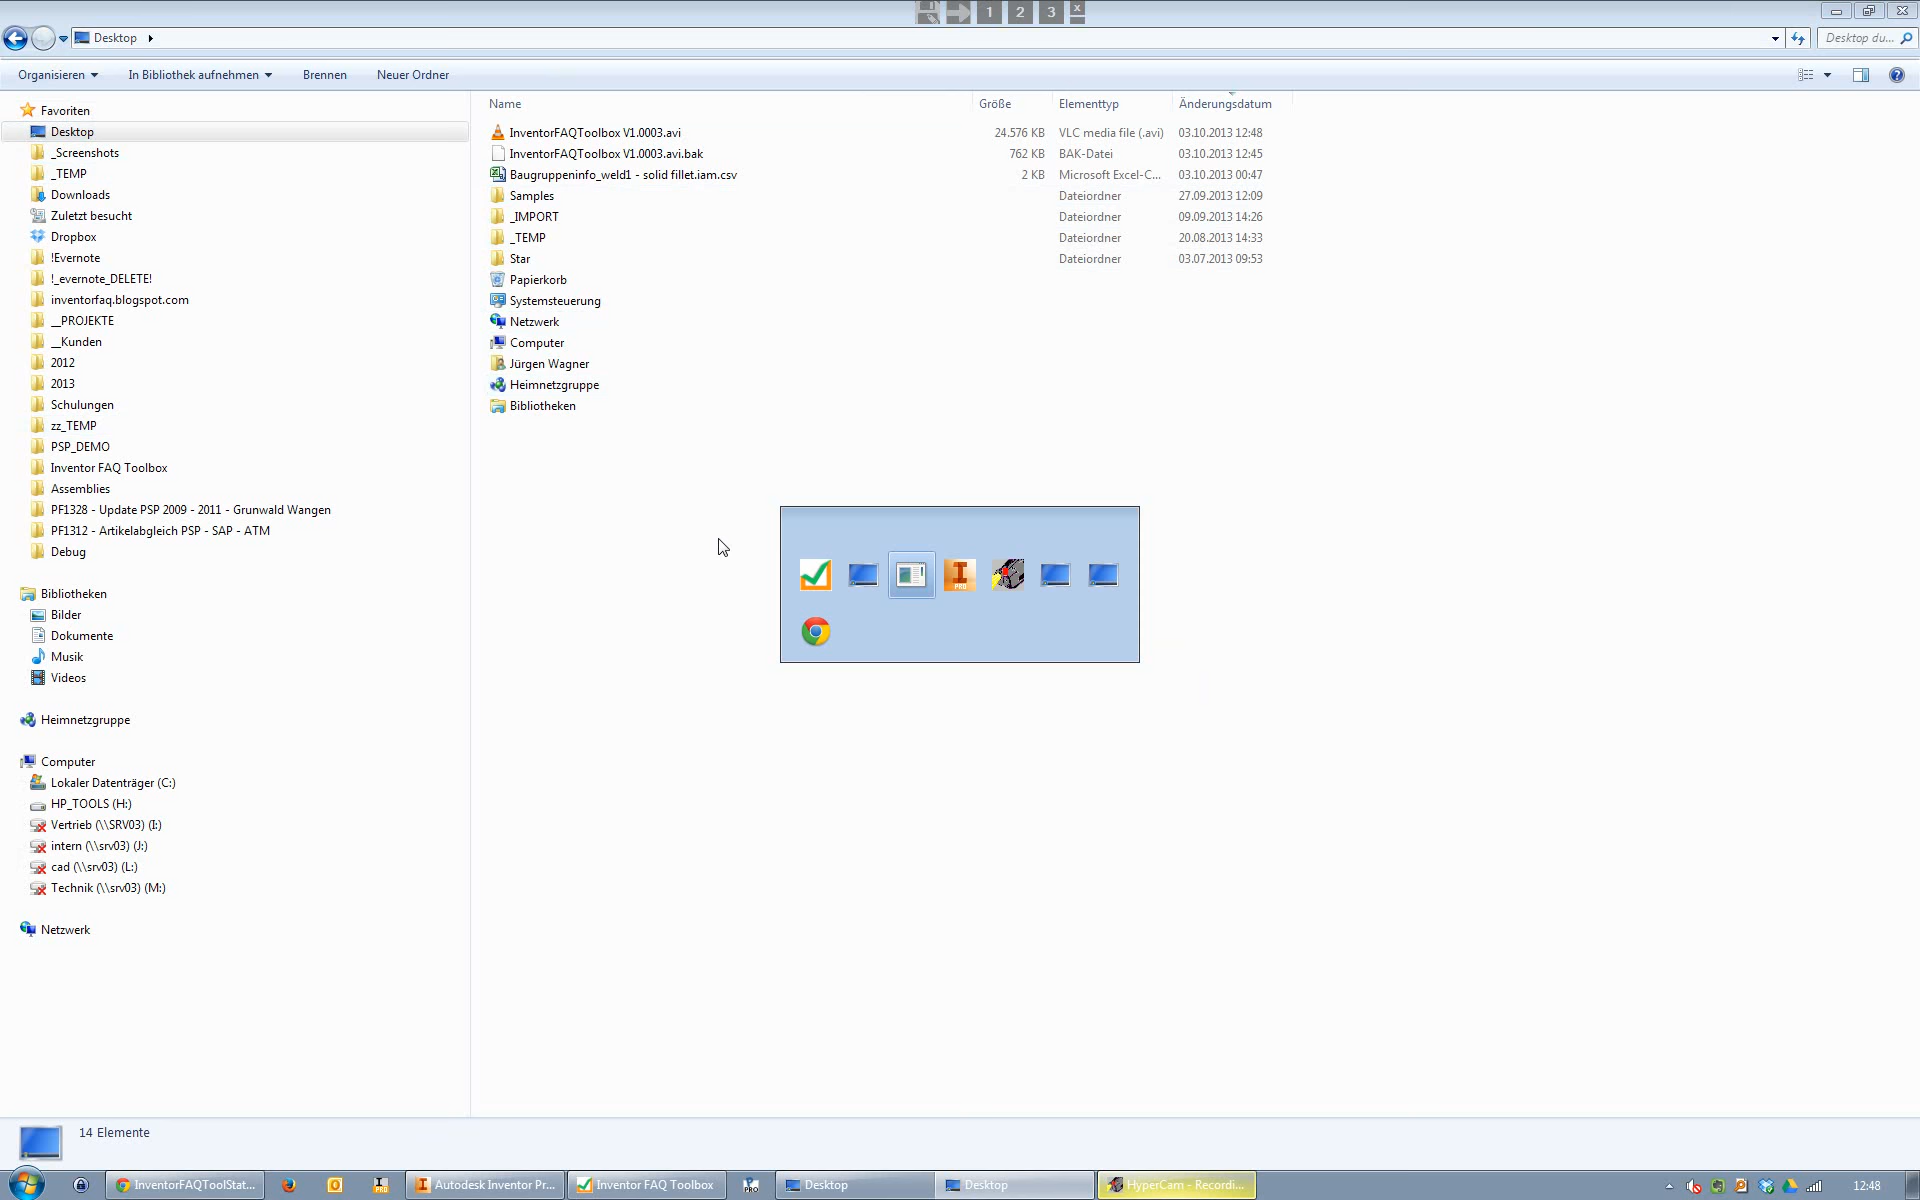 1 2 3 x
Desktop
Desktop du...
Organisieren In Bibliothek aufnehmen Brennen Neuer Ordner
Favoriten
Desktop
_Screenshots
_TEMP
Downloads
Zuletzt besucht
Dropbox
!Evernote
!_evernote_DELETE!
inventorfaq.blogspot.com
__PROJEKTE
__Kunden
2012
2013
Schulungen
zz_TEMP
PSP_DEMO
Inventor FAQ Toolbox
Assemblies
PF1328 - Update PSP 2009 - 2011 - Grunwald Wangen
PF1312 - Artikelabgleich PSP - SAP - ATM
Debug
Bibliotheken
Bilder
Dokumente
Musik
Videos
Heimnetzgruppe
Computer
Lokaler Datenträger (C:)
HP_TOOLS (H:)
Vertrieb (\\SRV03) (I:)
intern (\\srv03) (J:)
cad (\\srv03) (L:)
Technik (\\srv03) (M:)
Netzwerk
Name Größe Elementtyp Änderungsdatum
InventorFAQToolbox V1.0003.avi 24.576 KB VLC media file (.avi) 03.10.2013 12:48
InventorFAQToolbox V1.0003.avi.bak 762 KB BAK-Datei 03.10.2013 12:45
Baugruppeninfo_weld1 - solid fillet.iam.csv 2 KB Microsoft Excel-C... 03.10.2013 00:47
Samples Dateiordner 27.09.2013 12:09
_IMPORT Dateiordner 09.09.2013 14:26
_TEMP Dateiordner 20.08.2013 14:33
Star Dateiordner 03.07.2013 09:53
Papierkorb
Systemsteuerung
Netzwerk
Computer
Jürgen Wagner
Heimnetzgruppe
Bibliotheken
I
PRO
14 Elemente
InventorFAQToolStat... Autodesk Inventor Pr... Inventor FAQ Toolbox PRO Desktop Desktop HyperCam - Recordi... 12:48